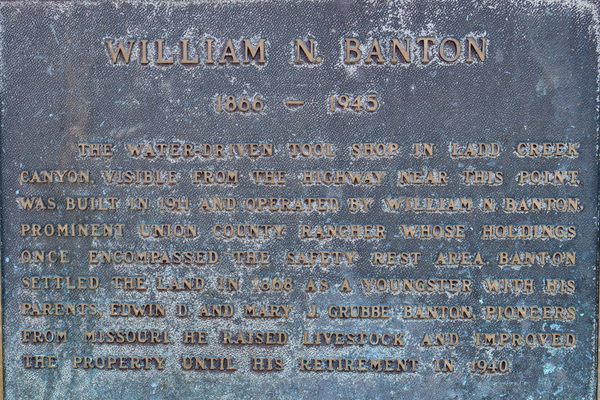 WILLIAM N. BANTON
1866 — 1945
THE WATER-DRIVEN TOOL SHOP IN LADD CREEK
CANYON, VISIBLE FROM THE HIGHWAY NEAR THIS POINT,
WAS BUILT IN 1911 AND OPERATED BY WILLIAM N. BANTON,
PROMINENT UNION COUNTY RANCHER WHOSE HOLDINGS
ONCE ENCOMPASSED THE SAFETY REST AREA. BANTON
SETTLED THE LAND IN 1868 AS A YOUNGSTER WITH HIS
PARENTS, EDWIN D. AND MARY J. GRUBBE BANTON, PIONEERS
FROM MISSOURI. HE RAISED LIVESTOCK AND IMPROVED
THE PROPERTY UNTIL HIS RETIREMENT IN 1940.